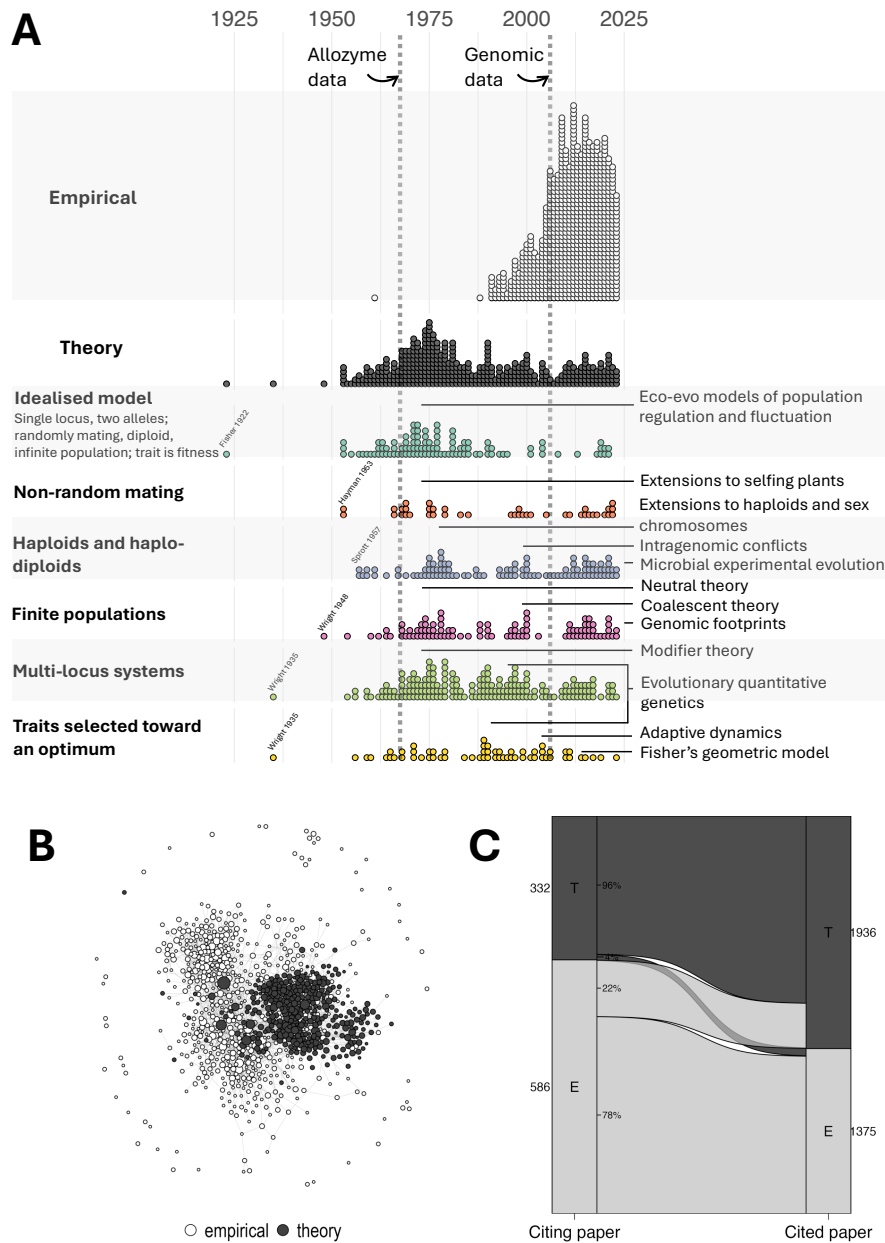 A
1925 1950 1975 2000 2025
Allozyme
data
Genomic
data
Empirical
Theory
Idealised model
Single locus, two alleles;
randomly mating, diploid,
infinite population; trait is fitness
Fisher 1922
Eco-evo models of population
regulation and fluctuation
Non-random mating
Hayman 1953
Extensions to selfing plants
Extensions to haploids and sex
chromosomes
Haploids and haplo-
diploids
Sprott 1957
Intragenomic conflicts
Microbial experimental evolution
Finite populations
Wright 1948
Neutral theory
Coalescent theory
Genomic footprints
Multi-locus systems
Wright 1935
Modifier theory
Evolutionary quantitative
genetics
Traits selected toward
an optimum
Wright 1935
Adaptive dynamics
Fisher's geometric model
B
empirical theory
C
332 T 96%
4%
22%
586 E
78%
T 1936
E 1375
Citing paper Cited paper